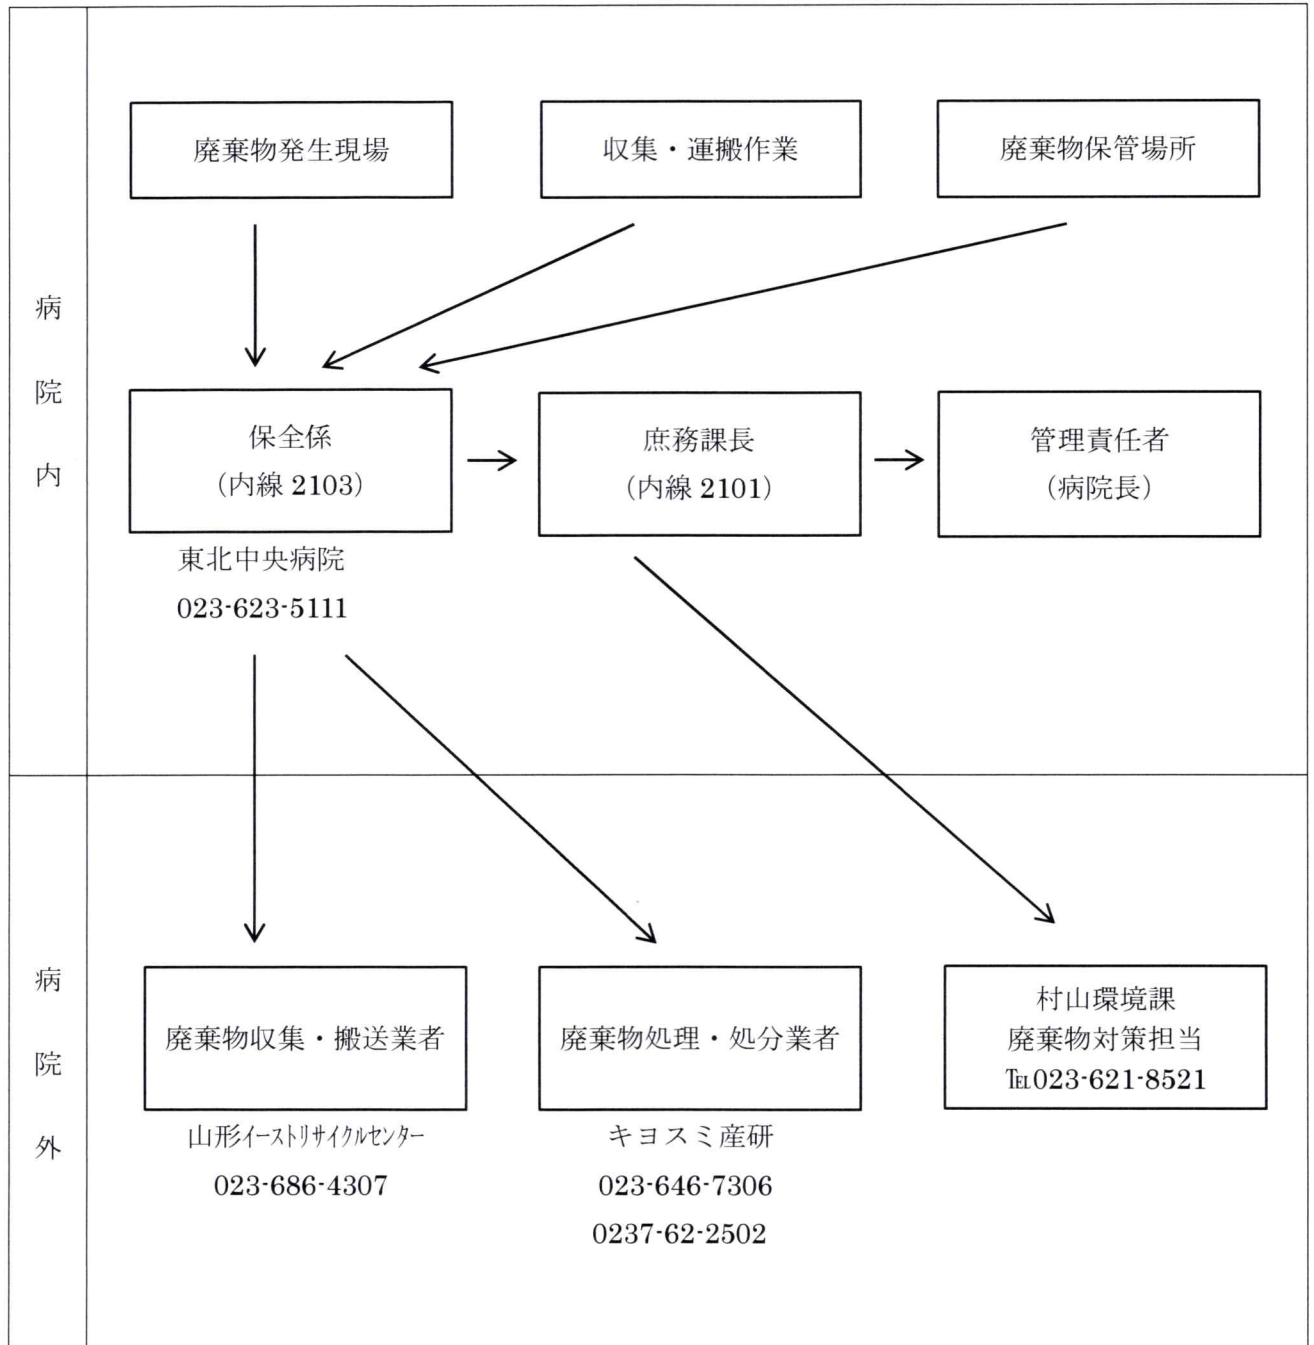 病院内
廃棄物発生現場
収集・運搬作業
廃棄物保管場所
保全係
(内線 2103)
庶務課長
(内線 2101)
管理責任者
(病院長)
東北中央病院
023-623-5111
病院外
廃棄物収集・搬送業者
廃棄物処理・処分業者
村山環境課
廃棄物対策担当
℡023-621-8521
山形イーストリサイクルセンター
023-686-4307
キヨスミ産研
023-646-7306
0237-62-2502